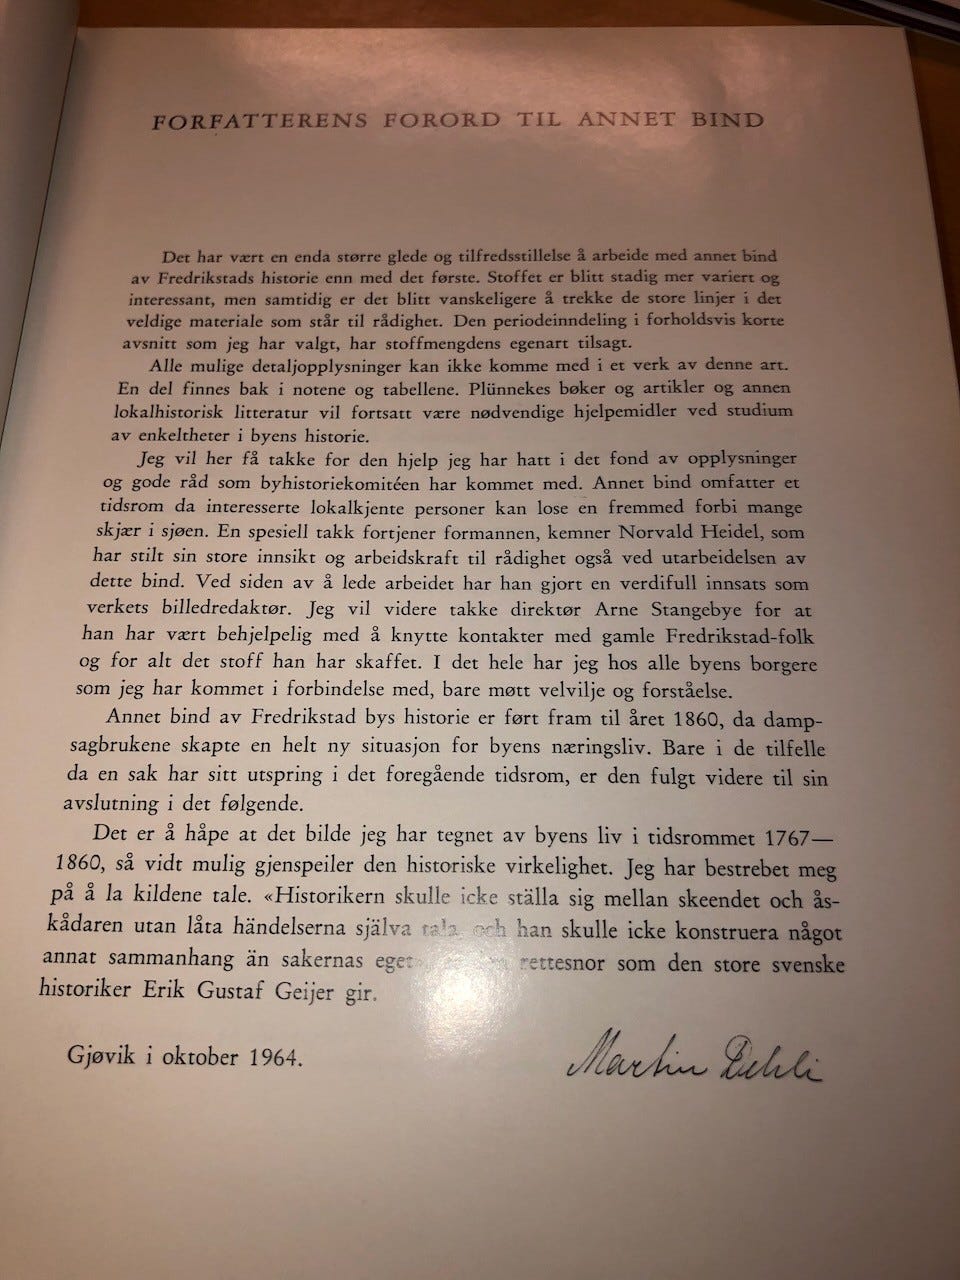 FORFATTERENS FORORD TIL ANNET BIND
Det har vært en enda større glede og tilfredsstillelse å arbeide med annet bind
av Fredrikstads historie enn med det første. Stoffet er blitt stadig mer variert og
interessant, men samtidig er det blitt vanskeligere å trekke de store linjer i det
veldige materiale som står til rådighet. Den periodeinndeling i forholdsvis korte
avsnitt som jeg har valgt, har stoffmengdens egenart tilsagt.
Alle mulige detaljopplysninger kan ikke komme med i et verk av denne art.
En del finnes bak i notene og tabellene. Plünnekes bøker og artikler og annen
lokalhistorisk litteratur vil fortsatt være nødvendige hjelpemidler ved studium
av enkeltheter i byens historie.
Jeg vil her få takke for den hjelp jeg har hatt i det fond av opplysninger
og gode råd som byhistoriekomitéen har kommet med. Annet bind omfatter et
tidsrom da interesserte lokalkjente personer kan lose en fremmed forbi mange
skjær i sjøen. En spesiell takk fortjener formannen, kemner Norvald Heidel, som
har stilt sin store innsikt og arbeidskraft til rådighet også ved utarbeidelsen av
dette bind. Ved siden av å lede arbeidet har han gjort en verdifull innsats som
verkets billedredaktør. Jeg vil videre takke direktør Arne Stangebye for at
han har vært behjelpelig med å knytte kontakter med gamle Fredrikstad-folk
og for alt det stoff han har skaffet. I det hele har jeg hos alle byens borgere
som jeg har kommet i forbindelse med, bare møtt velvilje og forståelse.
Annet bind av Fredrikstad bys historie er ført fram til året 1860, da damp-
sagbrukene skapte en helt ny situasjon for byens næringsliv. Bare i de tilfelle
da en sak har sitt utspring i det foregående tidsrom, er den fulgt videre til sin
avslutning i det følgende.
Det er å håpe at det bilde jeg har tegnet av byens liv i tidsrommet 1767—
1860, så vidt mulig gjenspeiler den historiske virkelighet. Jeg har bestrebet meg
på å la kildene tale. «Historikern skulle icke ställa sig mellan skeendet och ås-
kådaren utan låta händelserna själva tala, och han skulle icke konstruera något
annat sammanhang än sakernas eget rettesnor som den store svenske
historiker Erik Gustaf Geijer gir.
Gjøvik i oktober 1964.
Martin Dehli